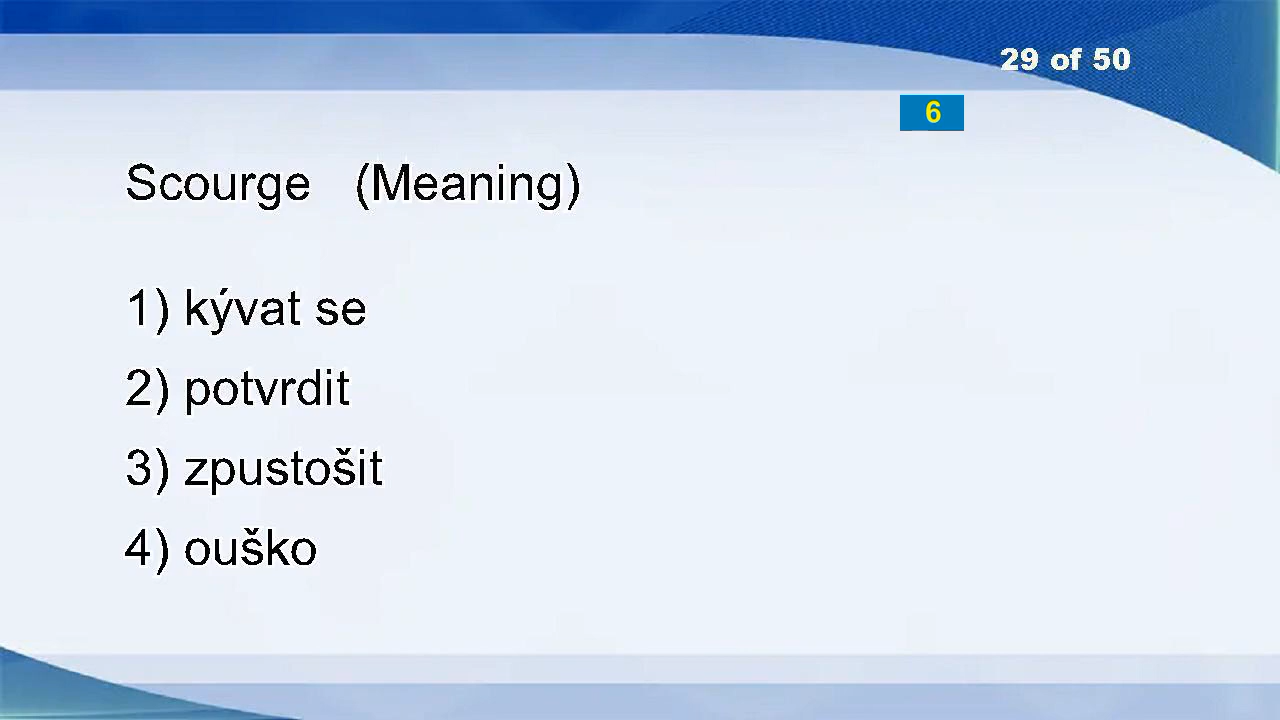 29 of 50
6
Scourge (Meaning)
1) kývat se
2) potvrdit
3) zpustošit
4) ouško